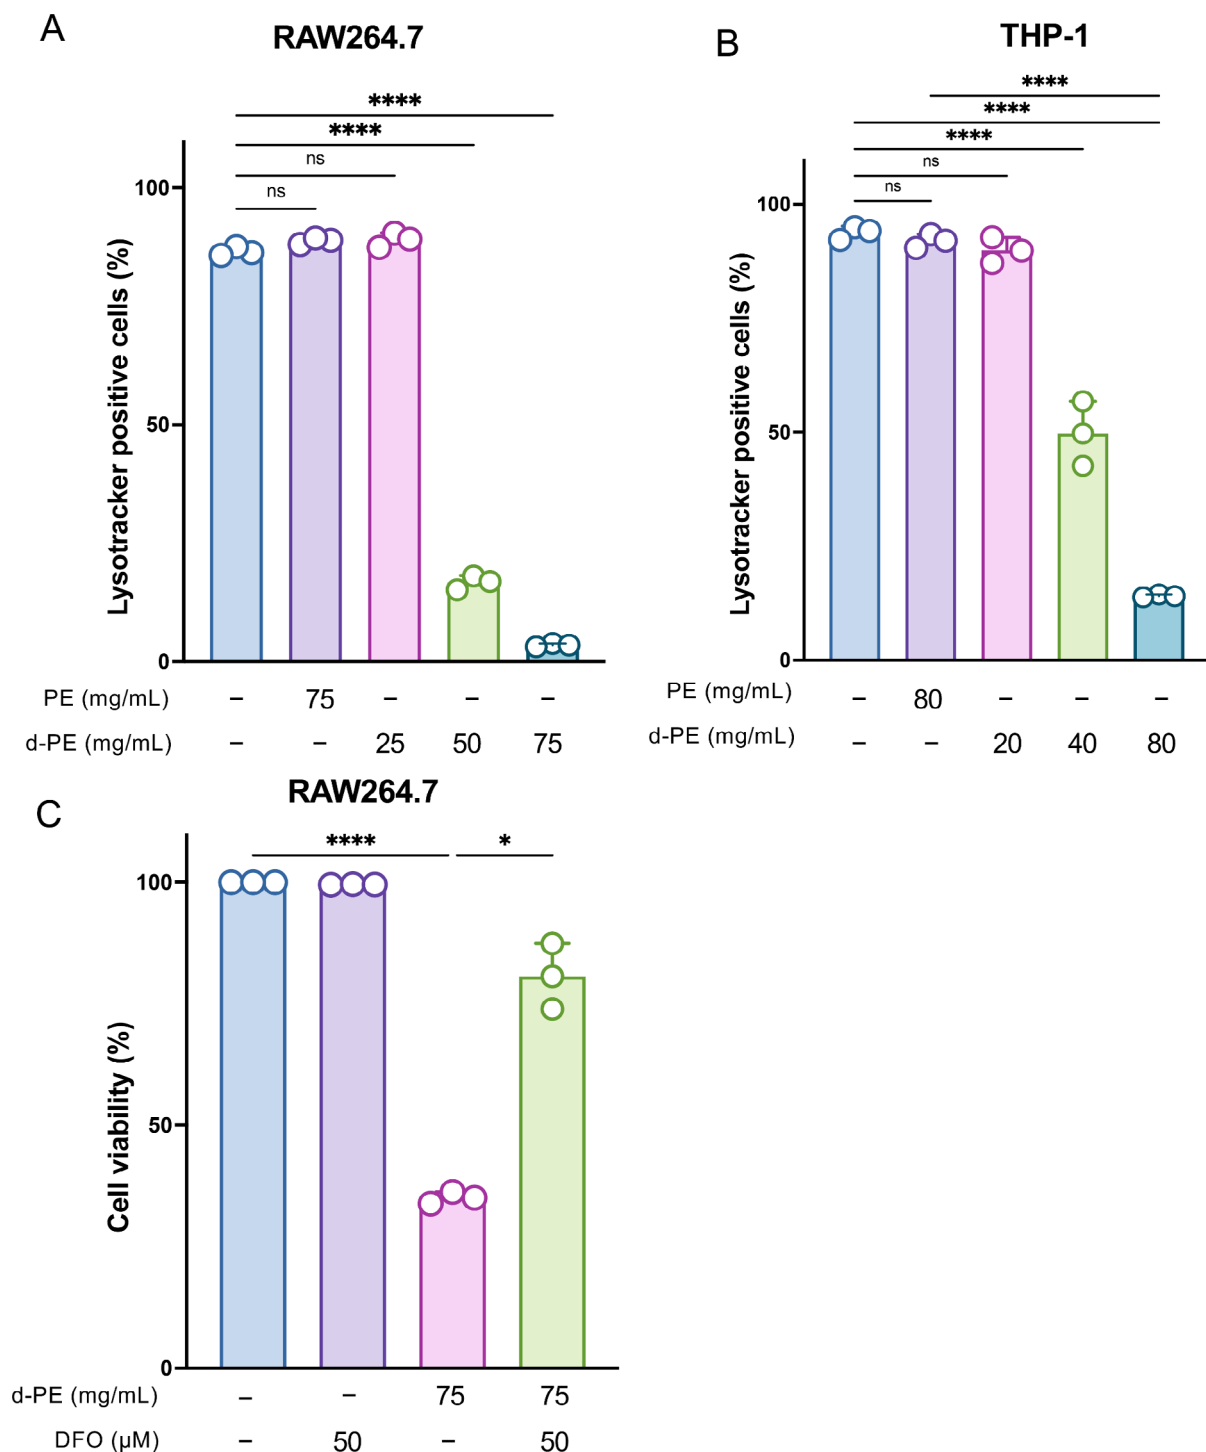 A
RAW264.7
****
****
ns
ns
Lysotracker positive cells (%)
100
50
0
PE (mg/mL) – 75 – – –
d-PE (mg/mL) – – 25 50 75
B
THP-1
****
****
****
ns
ns
Lysotracker positive cells (%)
100
50
0
PE (mg/mL) – 80 – – –
d-PE (mg/mL) – – 20 40 80
C
RAW264.7
**** *
Cell viability (%)
100
50
0
d-PE (mg/mL) – – 75 75
DFO (µM) – 50 – 50